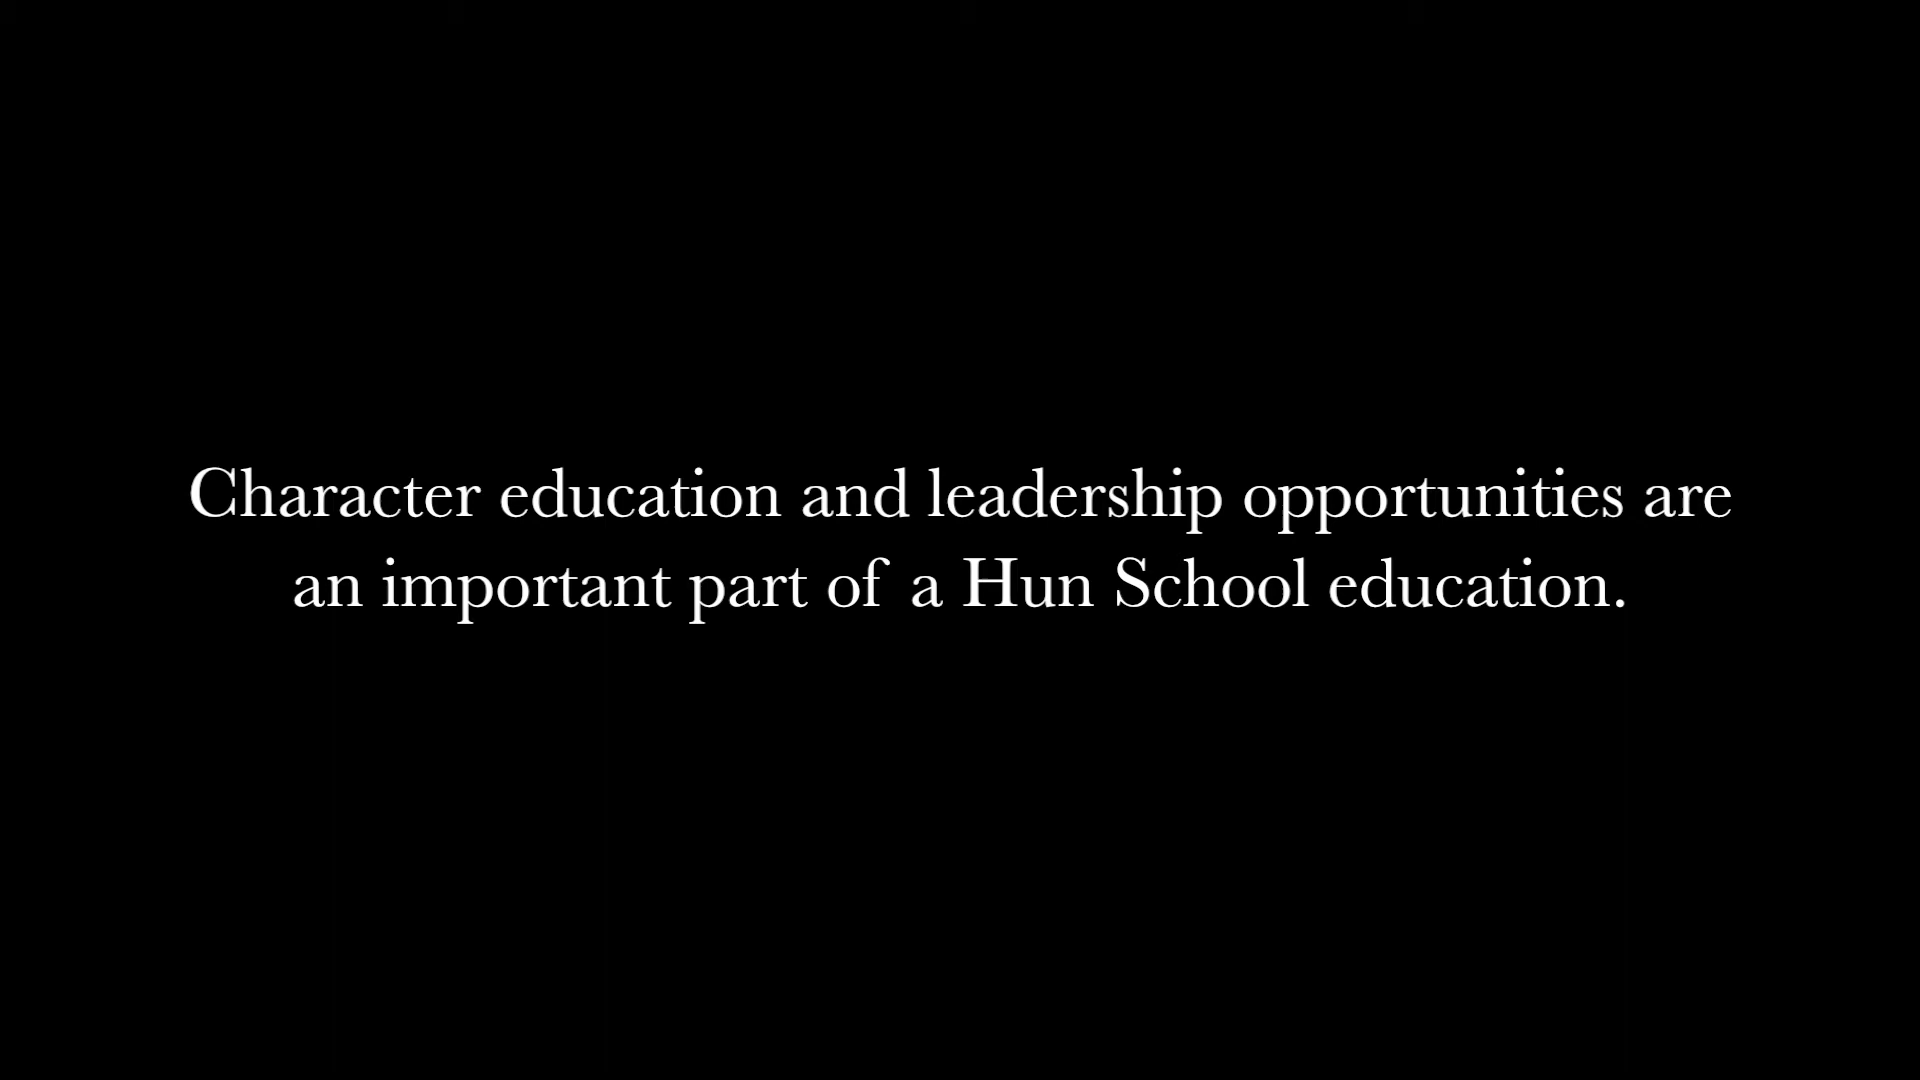 Character education and leadership opportunities are
an important part of a Hun School education.